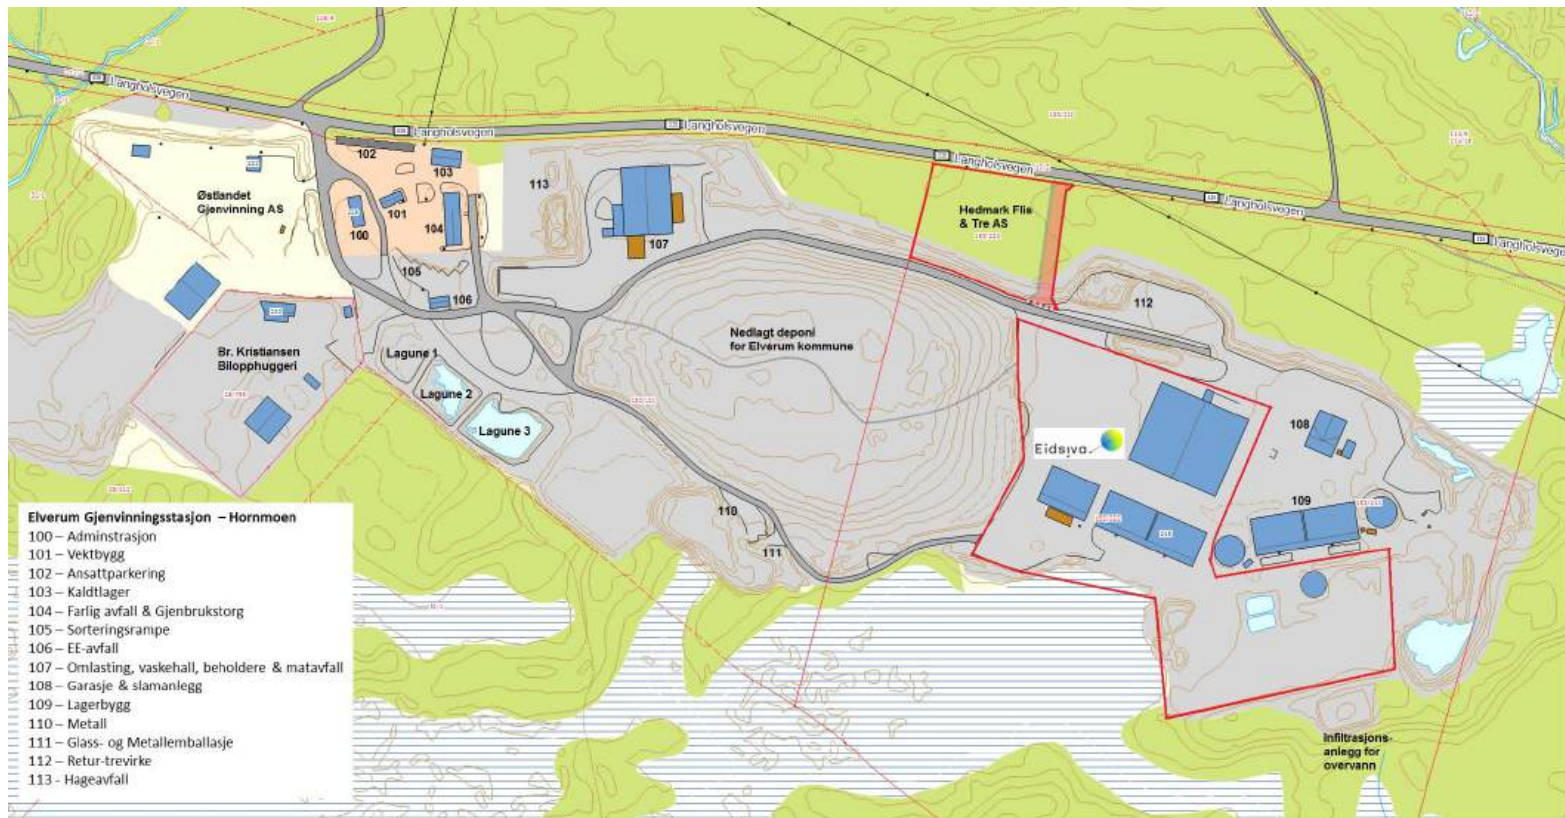 Langholsvegen
Langholsvegen
Langholsvegen
Langholsvegen
Langholsvegen
Langholsvegen
102
103
101
100
104
113
107
105
106
Østlandet
Gjenvinning AS
Br. Kristiansen
Bilopphuggeri
Hedmark Flis
& Tre AS
112
Nedlagt deponi
for Elverum kommune
Lagune 1
Lagune 2
Lagune 3
Eidsiva
108
109
110
111
Infiltrasjons-
anlegg for
overvann
Elverum Gjenvinningsstasjon – Hornmoen
100 – Adminstrasjon
101 – Vektbygg
102 – Ansattparkering
103 – Kaldtlager
104 – Farlig avfall & Gjenbrukstorg
105 – Sorteringsrampe
106 – EE-avfall
107 – Omlasting, vaskehall, beholdere & matavfall
108 – Garasje & slamanlegg
109 – Lagerbygg
110 – Metall
111 – Glass- og Metallemballasje
112 – Retur-trevirke
113 - Hageavfall